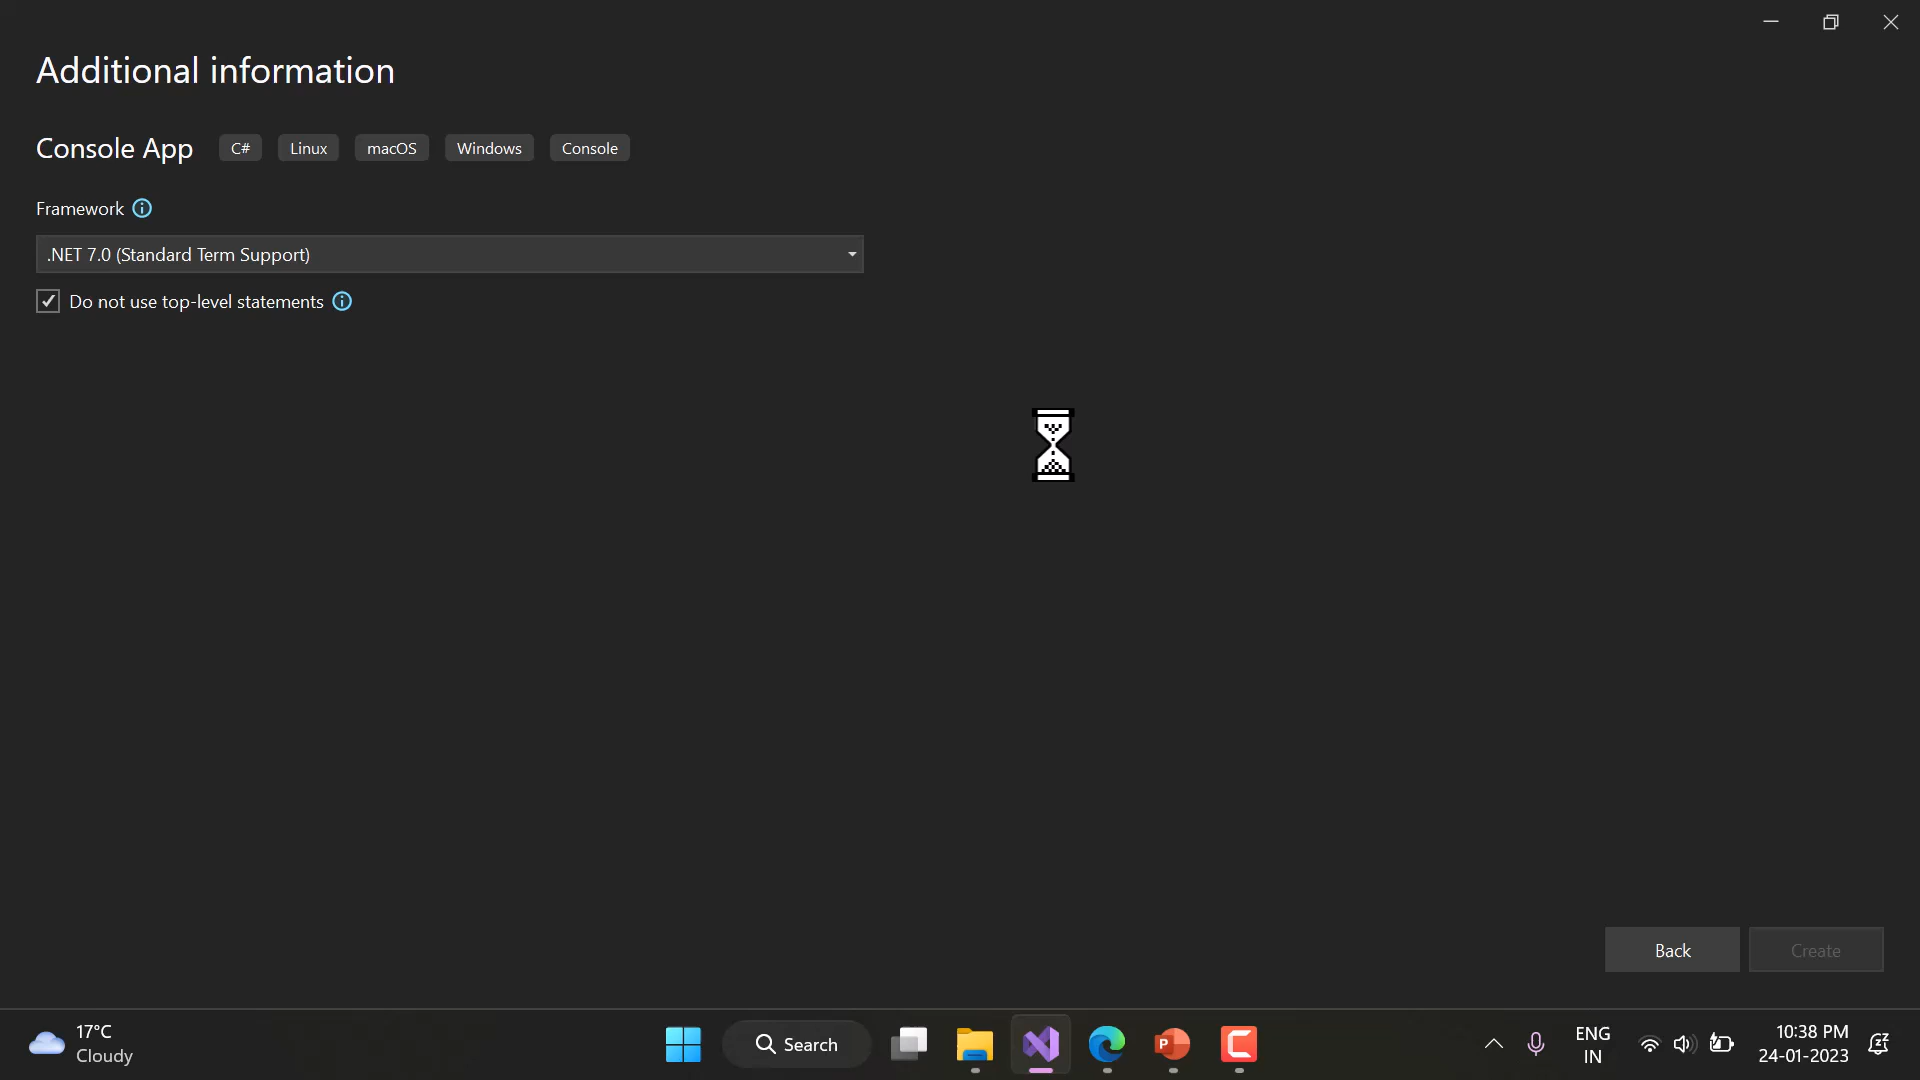 Additional information
Console App C# Linux macOS Windows Console
Framework
.NET 7.0 (Standard Term Support)
Do not use top-level statements
Back Create
17°C
Cloudy
Search
ENG
IN
10:38 PM
24-01-2023